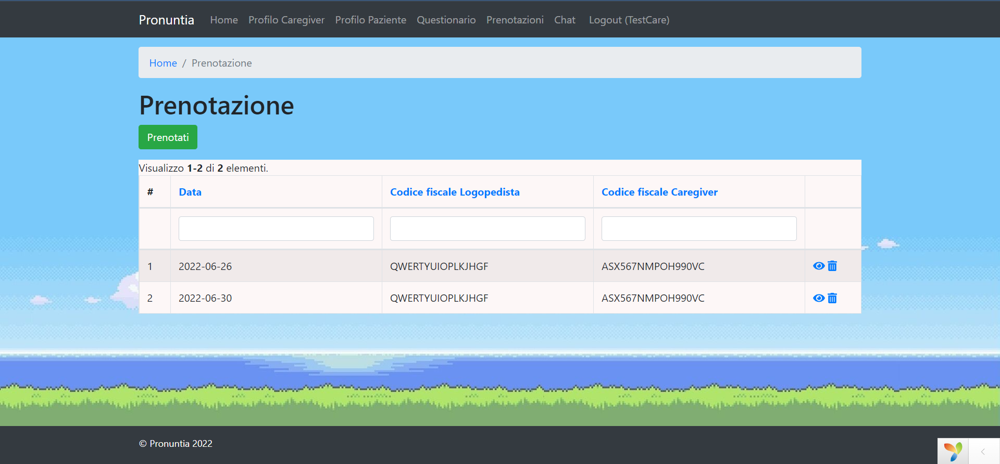 Pronuntia Home Profilo Caregiver Profilo Paziente Questionario Prenotazioni Chat Logout (TestCare)
Home / Prenotazione
Prenotazione
Prenotati
Visualizzo 1-2 di 2 elementi.
# Data Codice fiscale Logopedista Codice fiscale Caregiver
1 2022-06-26 QWERTYUIOPLKJHGF ASX567NMPOH990VC
2 2022-06-30 QWERTYUIOPLKJHGF ASX567NMPOH990VC
© Pronuntia 2022